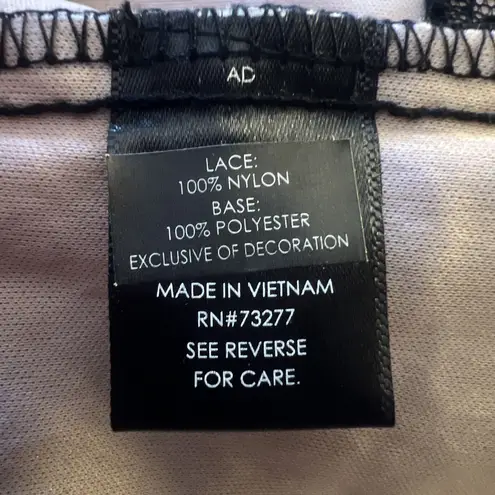 AD
LACE:
100% NYLON
BASE:
100% POLYESTER
EXCLUSIVE OF DECORATION
MADE IN VIETNAM
RN#73277
SEE REVERSE
FOR CARE.